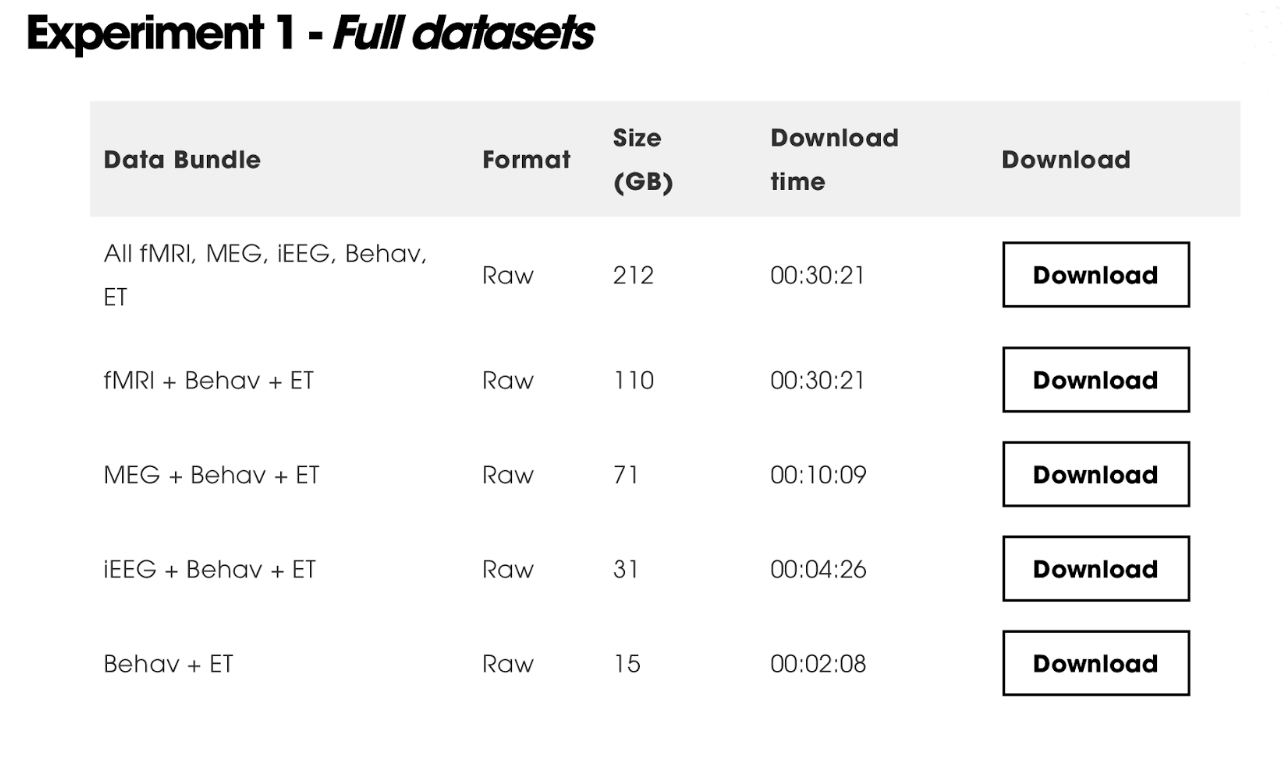 Experiment 1 - Full datasets
Data Bundle Format Size (GB) Download time Download
All fMRI, MEG, iEEG, Behav, ET Raw 212 00:30:21 Download
fMRI + Behav + ET Raw 110 00:30:21 Download
MEG + Behav + ET Raw 71 00:10:09 Download
iEEG + Behav + ET Raw 31 00:04:26 Download
Behav + ET Raw 15 00:02:08 Download